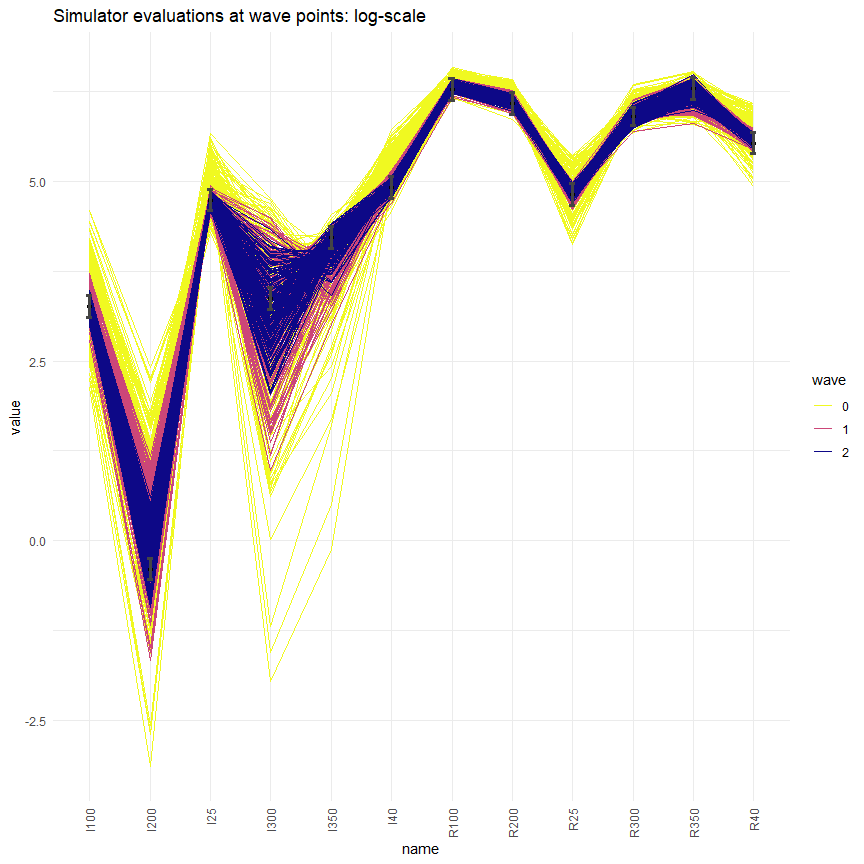 Simulator evaluations at wave points: log-scale
5.0
2.5
0.0
-2.5
value
I100
I200
I25
I300
I350
I40
R100
R200
R25
R300
R350
R40
name
wave
0
1
2